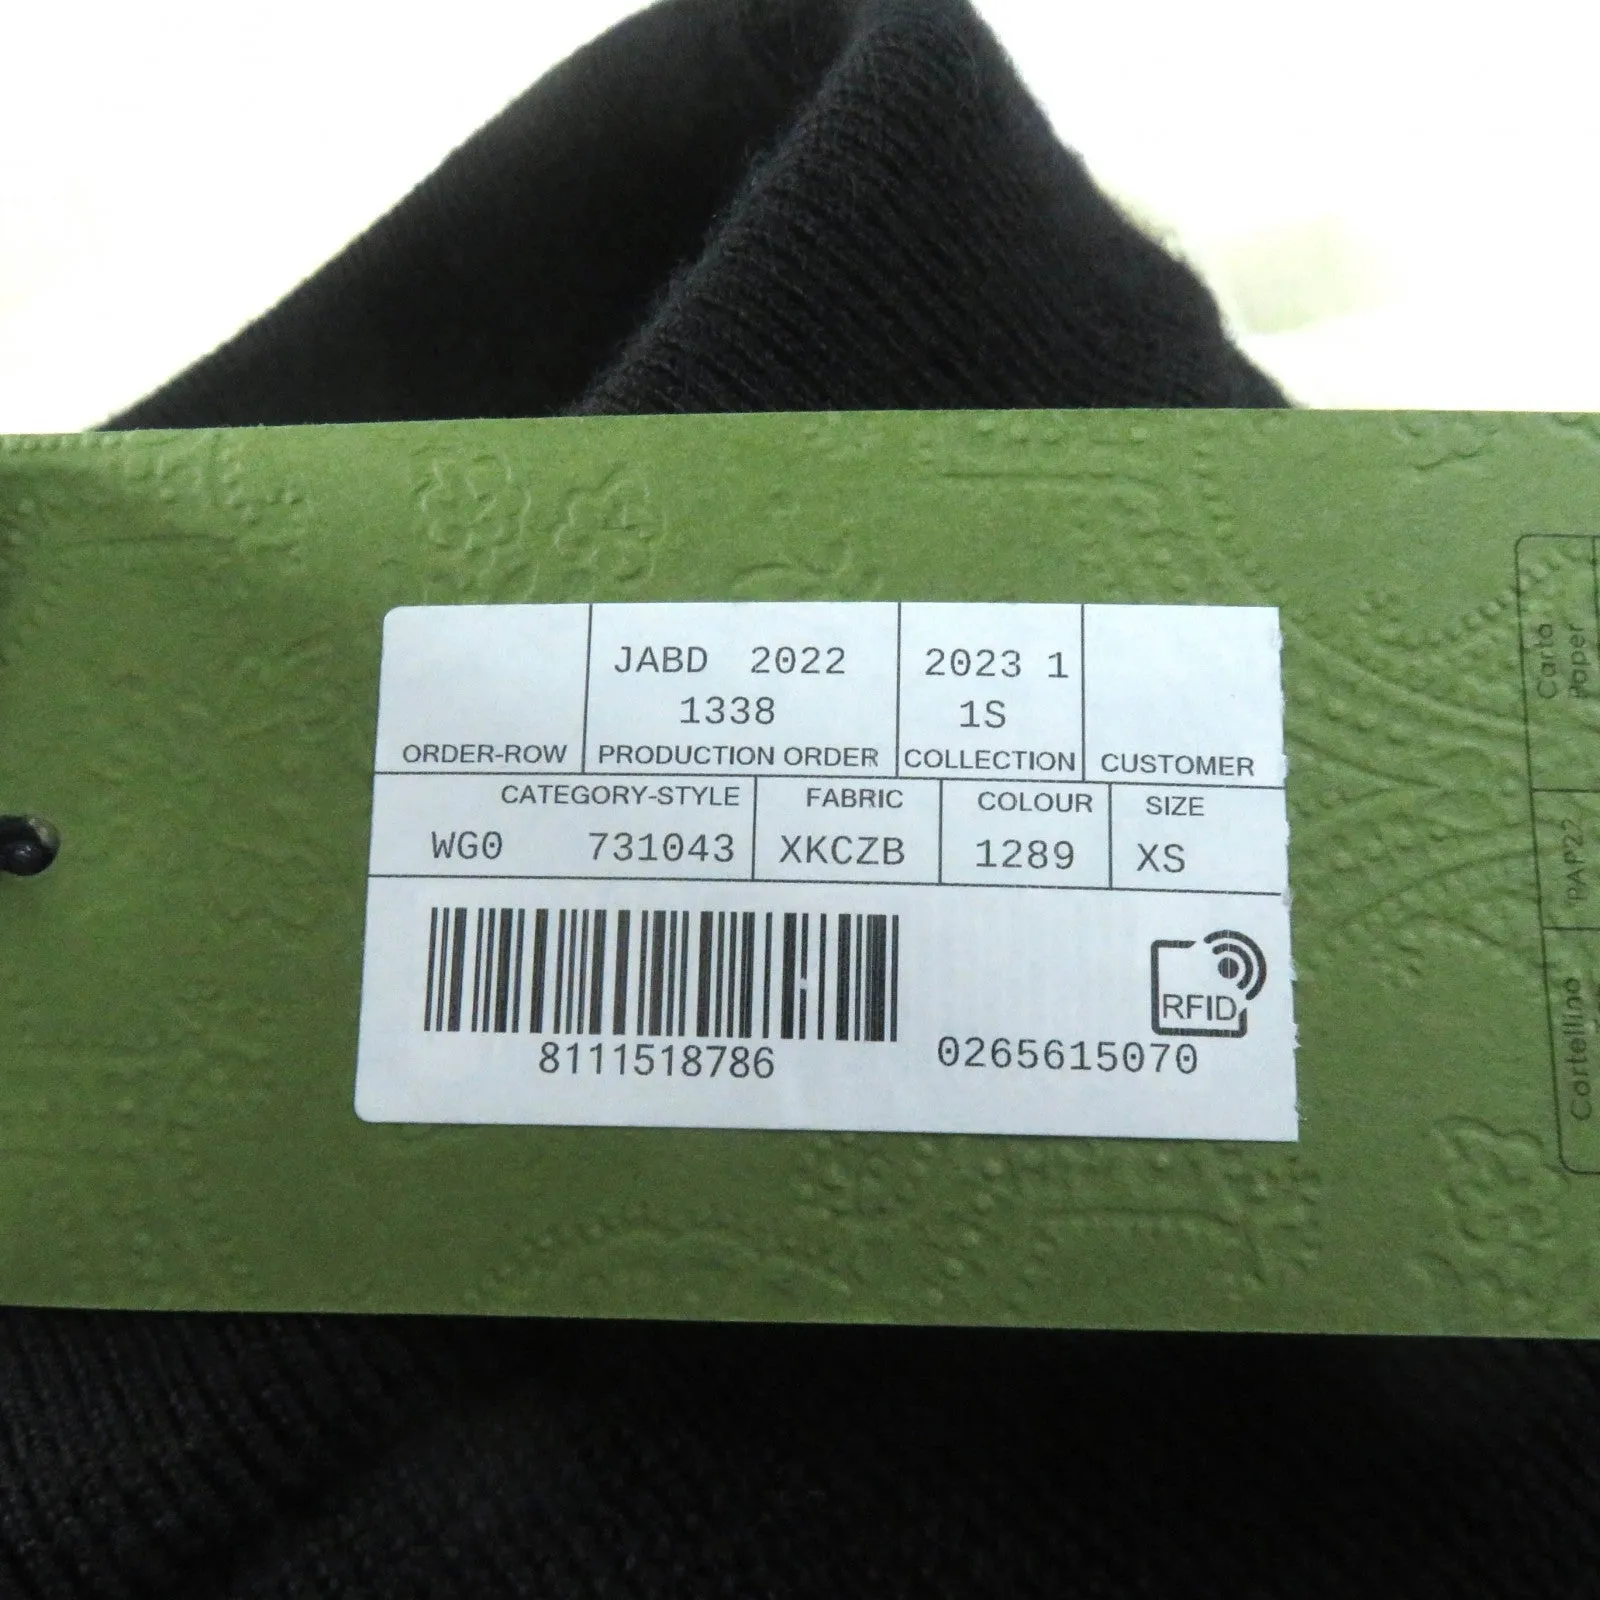 JABD 2022
1338
2023 1
1S
ORDER-ROW PRODUCTION ORDER COLLECTION CUSTOMER
CATEGORY-STYLE FABRIC COLOUR SIZE
WG0 731043 XKCZB 1289 XS
8111518786
RFID
0265615070
Carta
Paper
PAP22
Cartellino